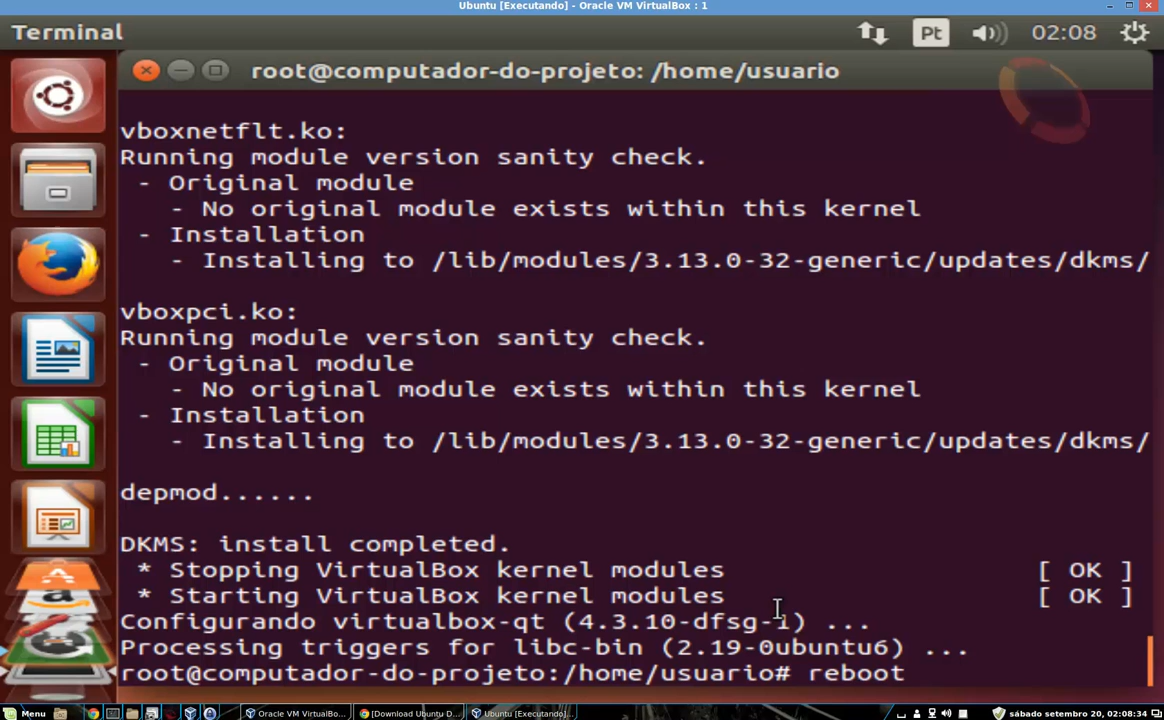 Ubuntu [Executando] - Oracle VM VirtualBox : 1
Terminal
Pt
02:08
root@computador-do-projeto: /home/usuario
vboxnetflt.ko:
Running module version sanity check.
- Original module
- No original module exists within this kernel
- Installation
- Installing to /lib/modules/3.13.0-32-generic/updates/dkms/
vboxpci.ko:
Running module version sanity check.
- Original module
- No original module exists within this kernel
- Installation
- Installing to /lib/modules/3.13.0-32-generic/updates/dkms/
depmod......
DKMS: install completed.
* Stopping VirtualBox kernel modules [ OK ]
* Starting VirtualBox kernel modules [ OK ]
Configurando virtualbox-qt (4.3.10-dfsg-1) ...
Processing triggers for libc-bin (2.19-0ubuntu6) ...
root@computador-do-projeto:/home/usuario# reboot
Menu
Oracle VM VirtualBo...
[Download Ubuntu D...
Ubuntu [Executando]...
sábado setembro 20, 02:08:34